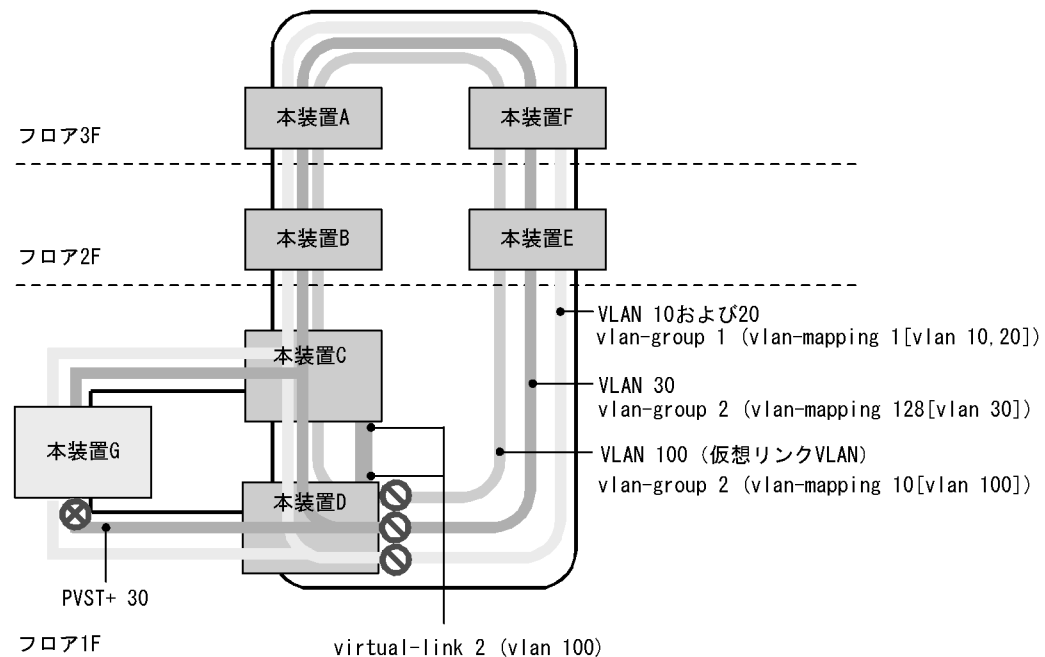 本装置A
本装置F
フロア3F
本装置B
本装置E
フロア2F
VLAN 10および20
vlan-group 1 (vlan-mapping 1[vlan 10,20])
本装置C
VLAN 30
vlan-group 2 (vlan-mapping 128[vlan 30])
本装置G
VLAN 100（仮想リンクVLAN）
vlan-group 2 (vlan-mapping 10[vlan 100])
本装置D
PVST+ 30
フロア1F
virtual-link 2 (vlan 100)